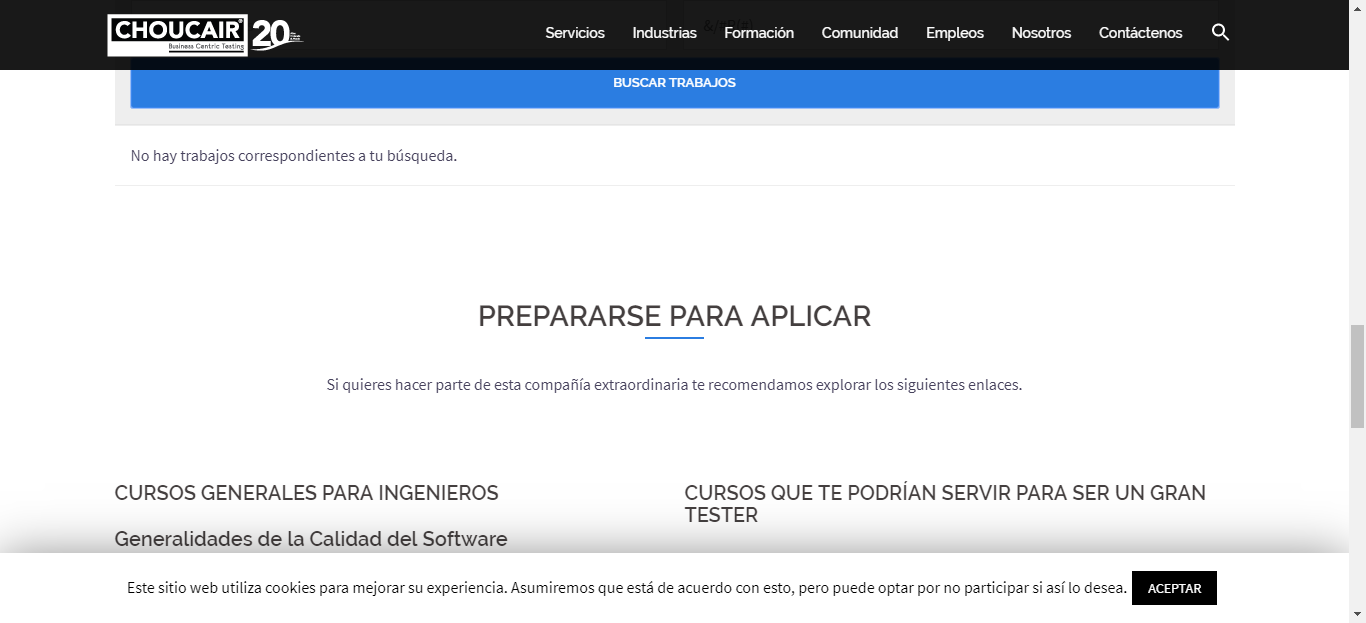 CHOUCAIR
Business Centric Testing
20
Servicios
Industrias
Formación
Comunidad
Empleos
Nosotros
Contáctenos
BUSCAR TRABAJOS
No hay trabajos correspondientes a tu búsqueda.
PREPARARSE PARA APLICAR
Si quieres hacer parte de esta compañía extraordinaria te recomendamos explorar los siguientes enlaces.
CURSOS GENERALES PARA INGENIEROS
Generalidades de la Calidad del Software
CURSOS QUE TE PODRÍAN SERVIR PARA SER UN GRAN
TESTER
Este sitio web utiliza cookies para mejorar su experiencia. Asumiremos que está de acuerdo con esto, pero puede optar por no participar si así lo desea.
ACEPTAR